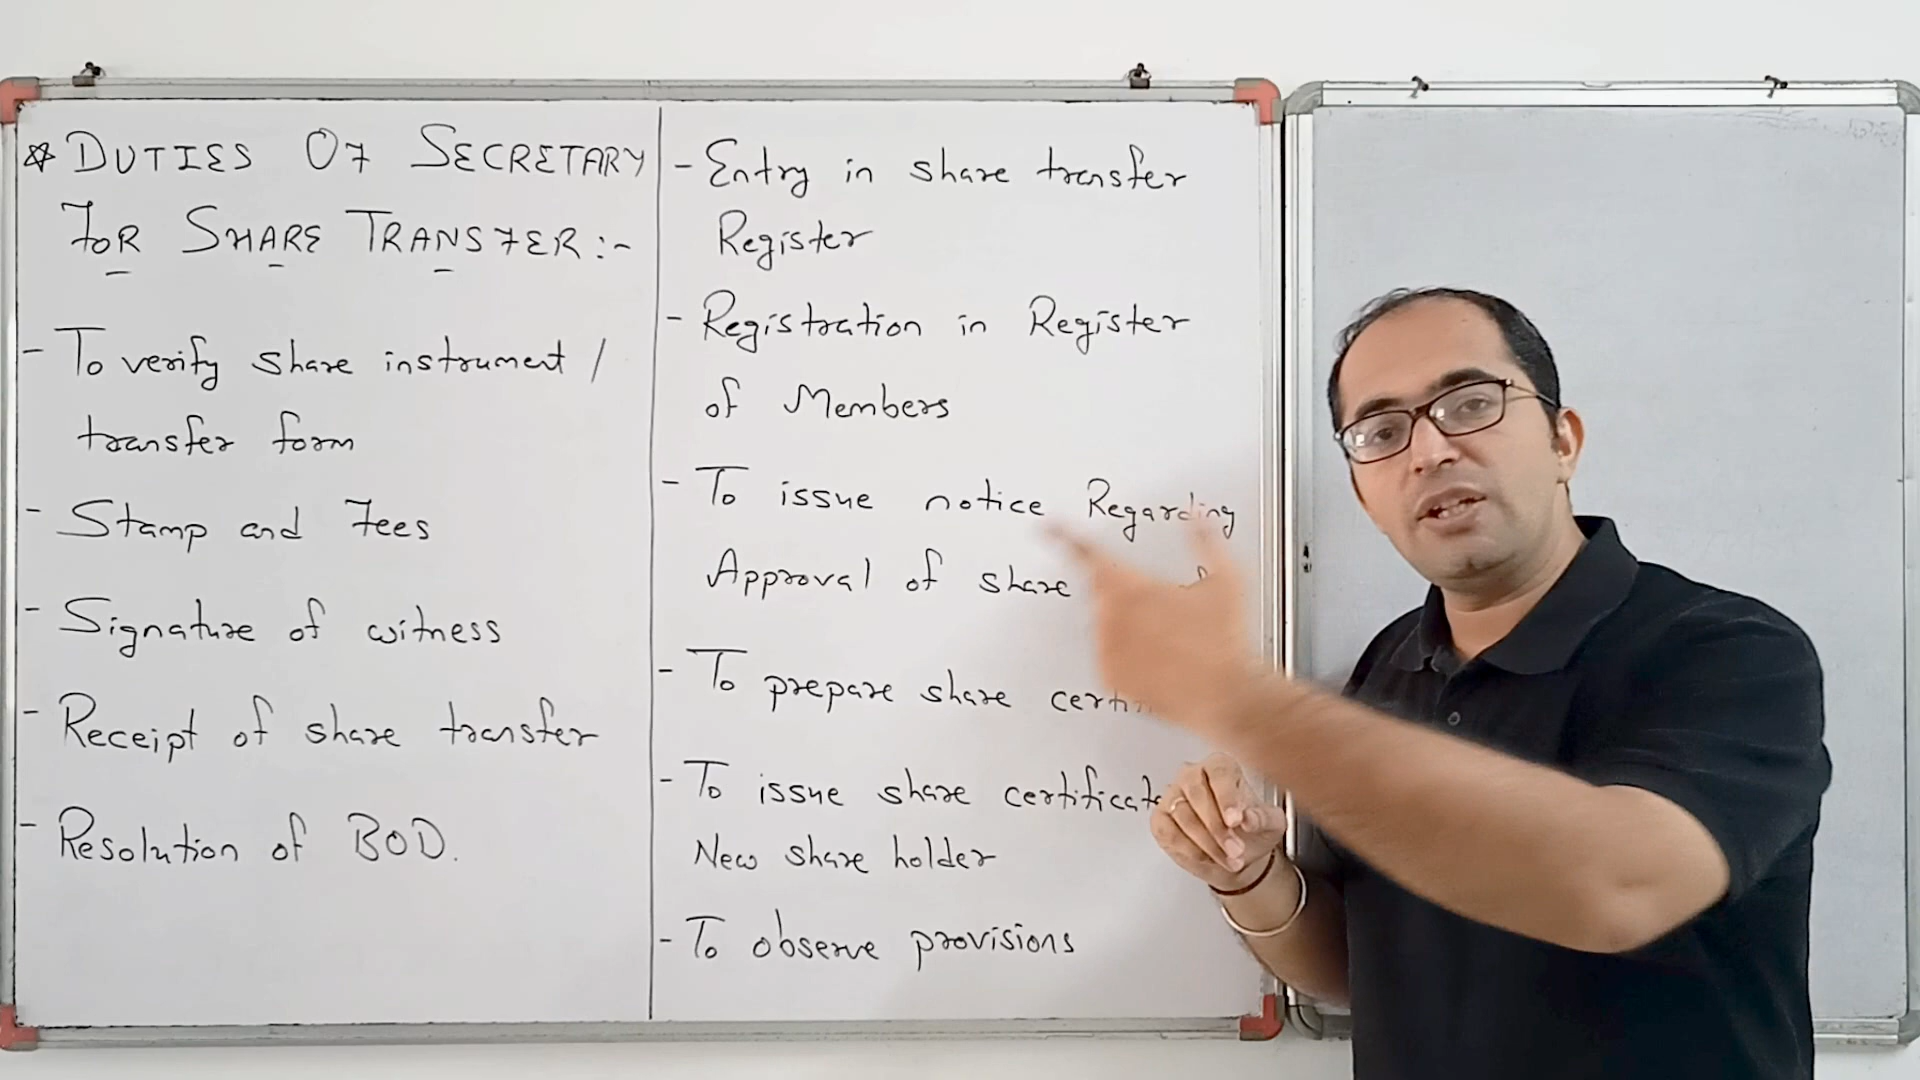 * DUTIES OF SECRETARY
FOR SHARE TRANSFER :-
- To verify share instrument /
transfer form
- Stamp and Fees
- Signature of witness
- Receipt of share transfer
- Resolution of BOD.
- Entry in share transfer
Register
- Registration in Register
of Members
- To issue notice Regarding
Approval of share
- To prepare share
- To issue share certificate
New share holder
- To observe provisions